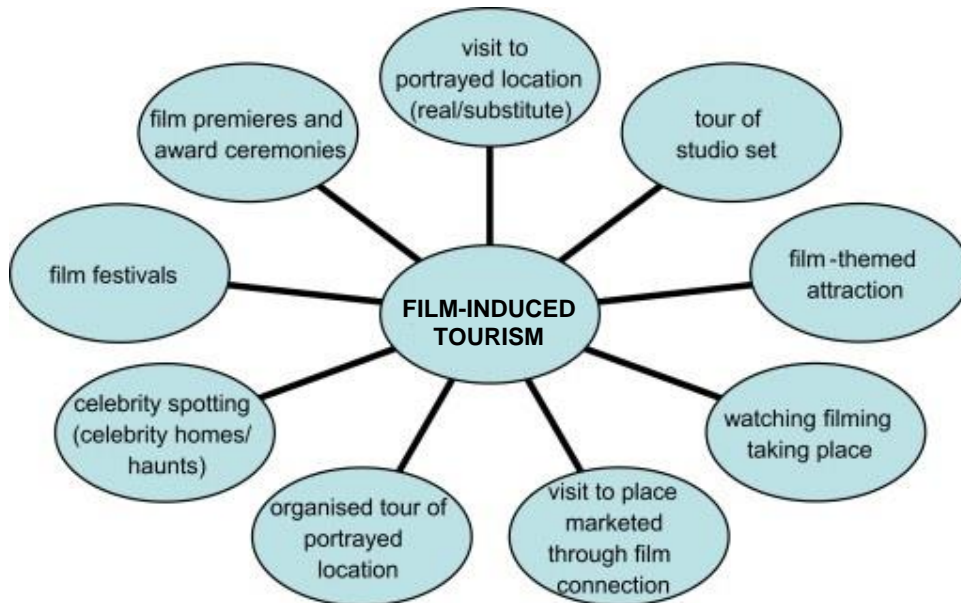 visit to
portrayed location
(real/substitute)
tour of
studio set
film-themed
attraction
watching filming
taking place
visit to place
marketed
through film
connection
organised tour of
portrayed
location
celebrity spotting
(celebrity homes/
haunts)
film festivals
film premieres and
award ceremonies
FILM-INDUCED
TOURISM